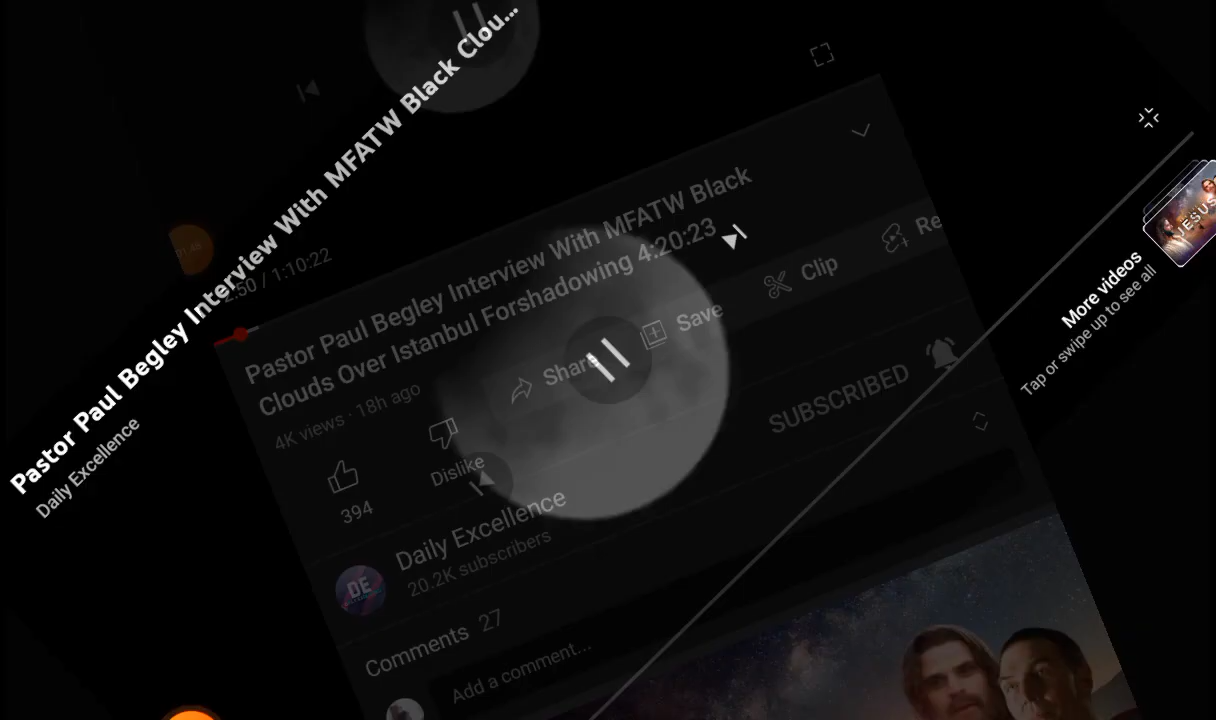 Pastor Paul Begley Interview With MFATW Black Clou...
Daily Excellence
2:50 / 1:10:22
Pastor Paul Begley Interview With MFATW Black
Clouds Over Istanbul Forshadowing 4:20:23
4K views · 18h ago
394
Dislike
Share
Save
Clip
Re
DE
Daily Excellence
20.2K subscribers
SUBSCRIBED
Comments 27
Add a comment...
More videos
Tap or swipe up to see all
JESUS